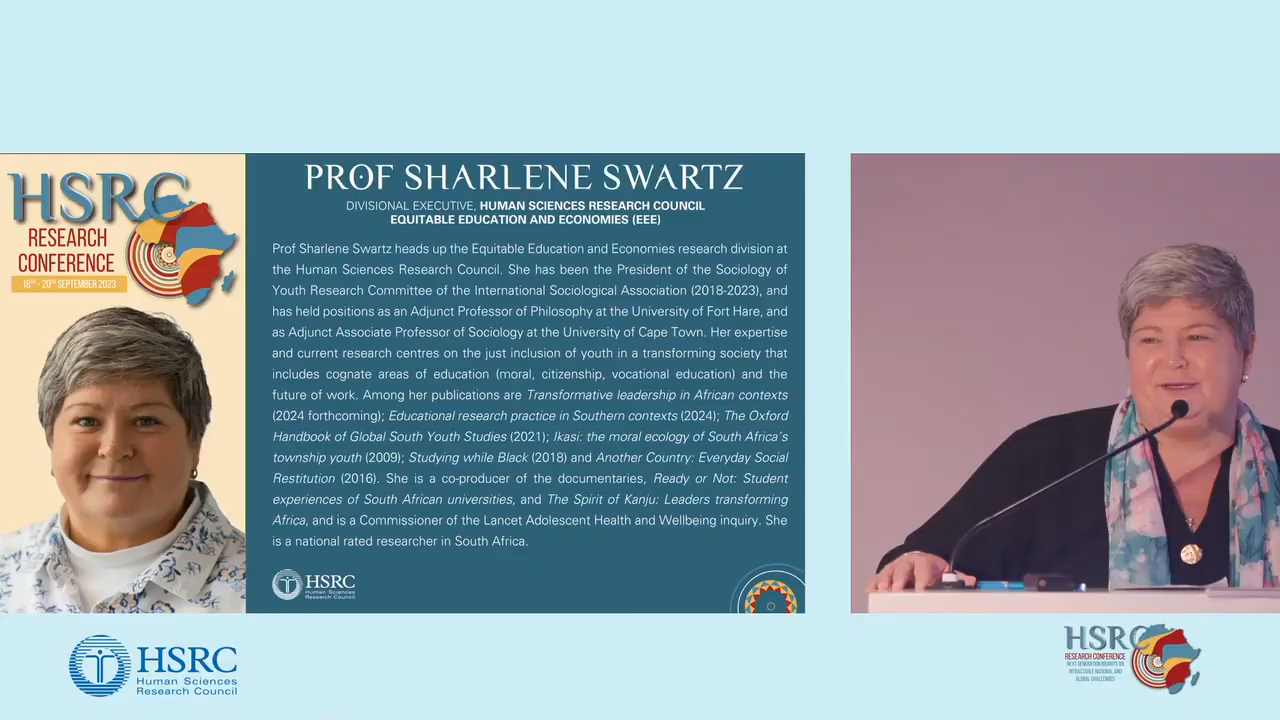 HSRC
RESEARCH
CONFERENCE
18TH - 20TH SEPTEMBER 2023
PROF SHARLENE SWARTZ
DIVISIONAL EXECUTIVE, HUMAN SCIENCES RESEARCH COUNCIL
EQUITABLE EDUCATION AND ECONOMIES (EEE)
Prof Sharlene Swartz heads up the Equitable Education and Economies research division at
the Human Sciences Research Council. She has been the President of the Sociology of
Youth Research Committee of the International Sociological Association (2018-2023), and
has held positions as an Adjunct Professor of Philosophy at the University of Fort Hare, and
as Adjunct Associate Professor of Sociology at the University of Cape Town. Her expertise
and current research centres on the just inclusion of youth in a transforming society that
includes cognate areas of education (moral, citizenship, vocational education) and the
future of work. Among her publications are Transformative leadership in African contexts
(2024 forthcoming); Educational research practice in Southern contexts (2024); The Oxford
Handbook of Global South Youth Studies (2021); Ikasi: the moral ecology of South Africa's
township youth (2009); Studying while Black (2018) and Another Country: Everyday Social
Restitution (2016). She is a co-producer of the documentaries, Ready or Not: Student
experiences of South African universities, and The Spirit of Kanju: Leaders transforming
Africa, and is a Commissioner of the Lancet Adolescent Health and Wellbeing inquiry. She
is a national rated researcher in South Africa.
HSRC
Human Sciences
Research Council
HSRC
Human Sciences
Research Council
HSRC
RESEARCH CONFERENCE
NEXT GENERATION INSIGHTS ON
INTRACTABLE NATIONAL AND
GLOBAL CHALLENGES